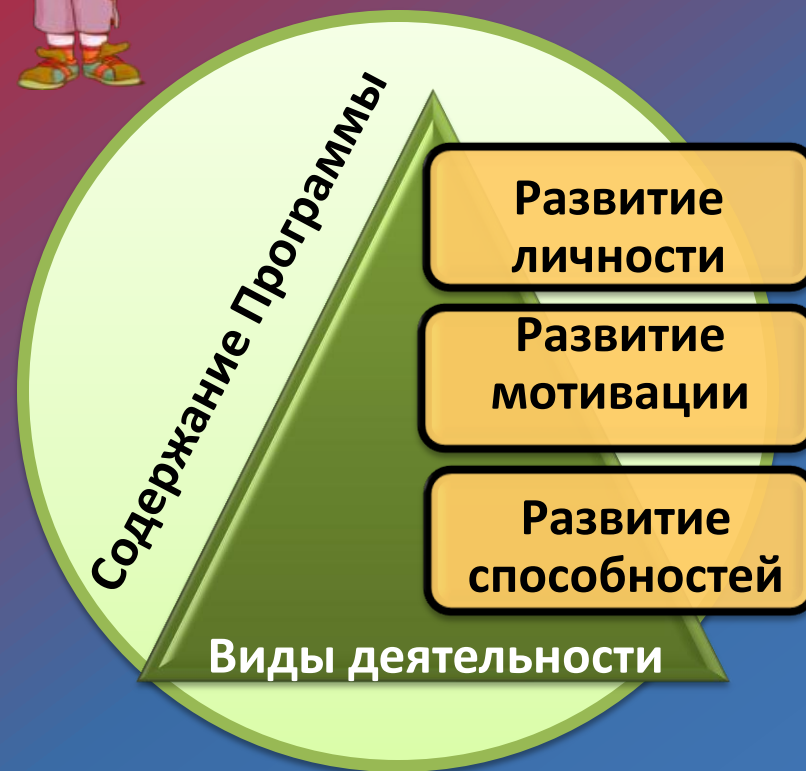 Содержание Программы
Развитие
личности
Развитие
мотивации
Развитие
способностей
Виды деятельности